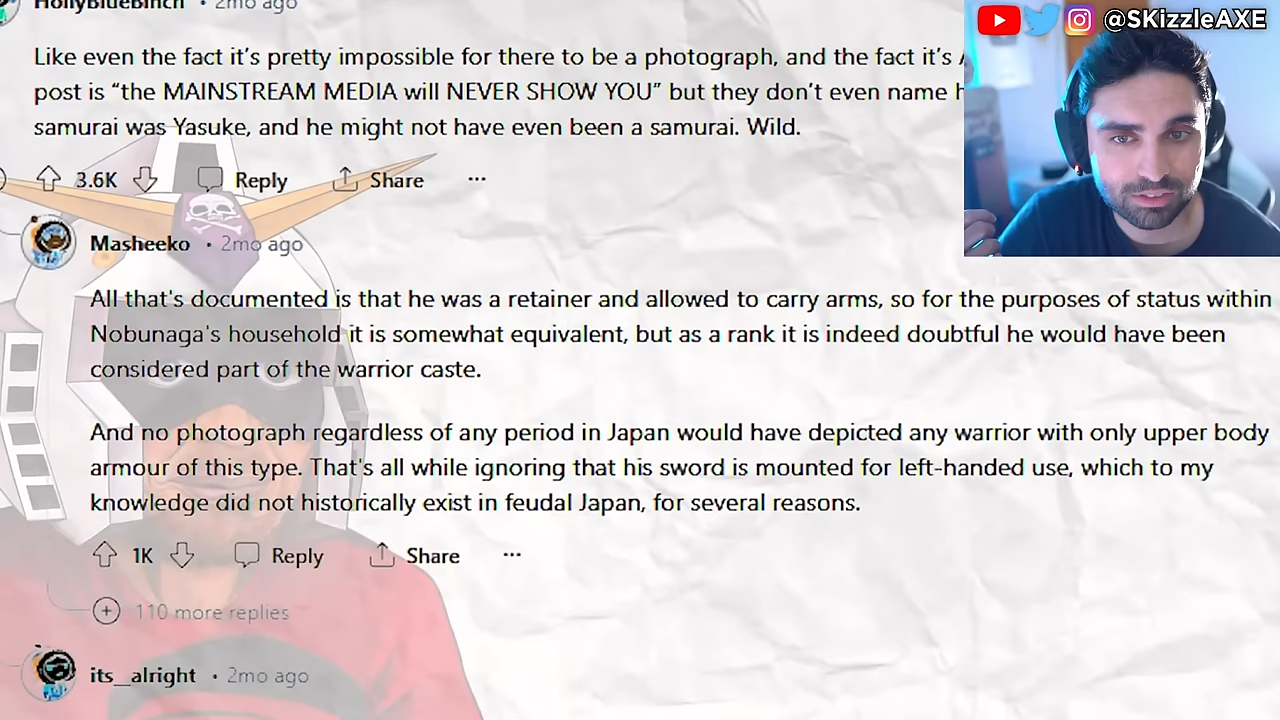 HollyBlueBinch • 2mo ago
@SKizzleAXE
Like even the fact it's pretty impossible for there to be a photograph, and the fact it's
post is “the MAINSTREAM MEDIA will NEVER SHOW YOU” but they don't even name
samurai was Yasuke, and he might not have even been a samurai. Wild.
3.6K Reply Share ...
Masheeko • 2mo ago
All that's documented is that he was a retainer and allowed to carry arms, so for the purposes of status within
Nobunaga's household it is somewhat equivalent, but as a rank it is indeed doubtful he would have been
considered part of the warrior caste.
And no photograph regardless of any period in Japan would have depicted any warrior with only upper body
armour of this type. That's all while ignoring that his sword is mounted for left-handed use, which to my
knowledge did not historically exist in feudal Japan, for several reasons.
1K Reply Share ...
110 more replies
its__alright • 2mo ago